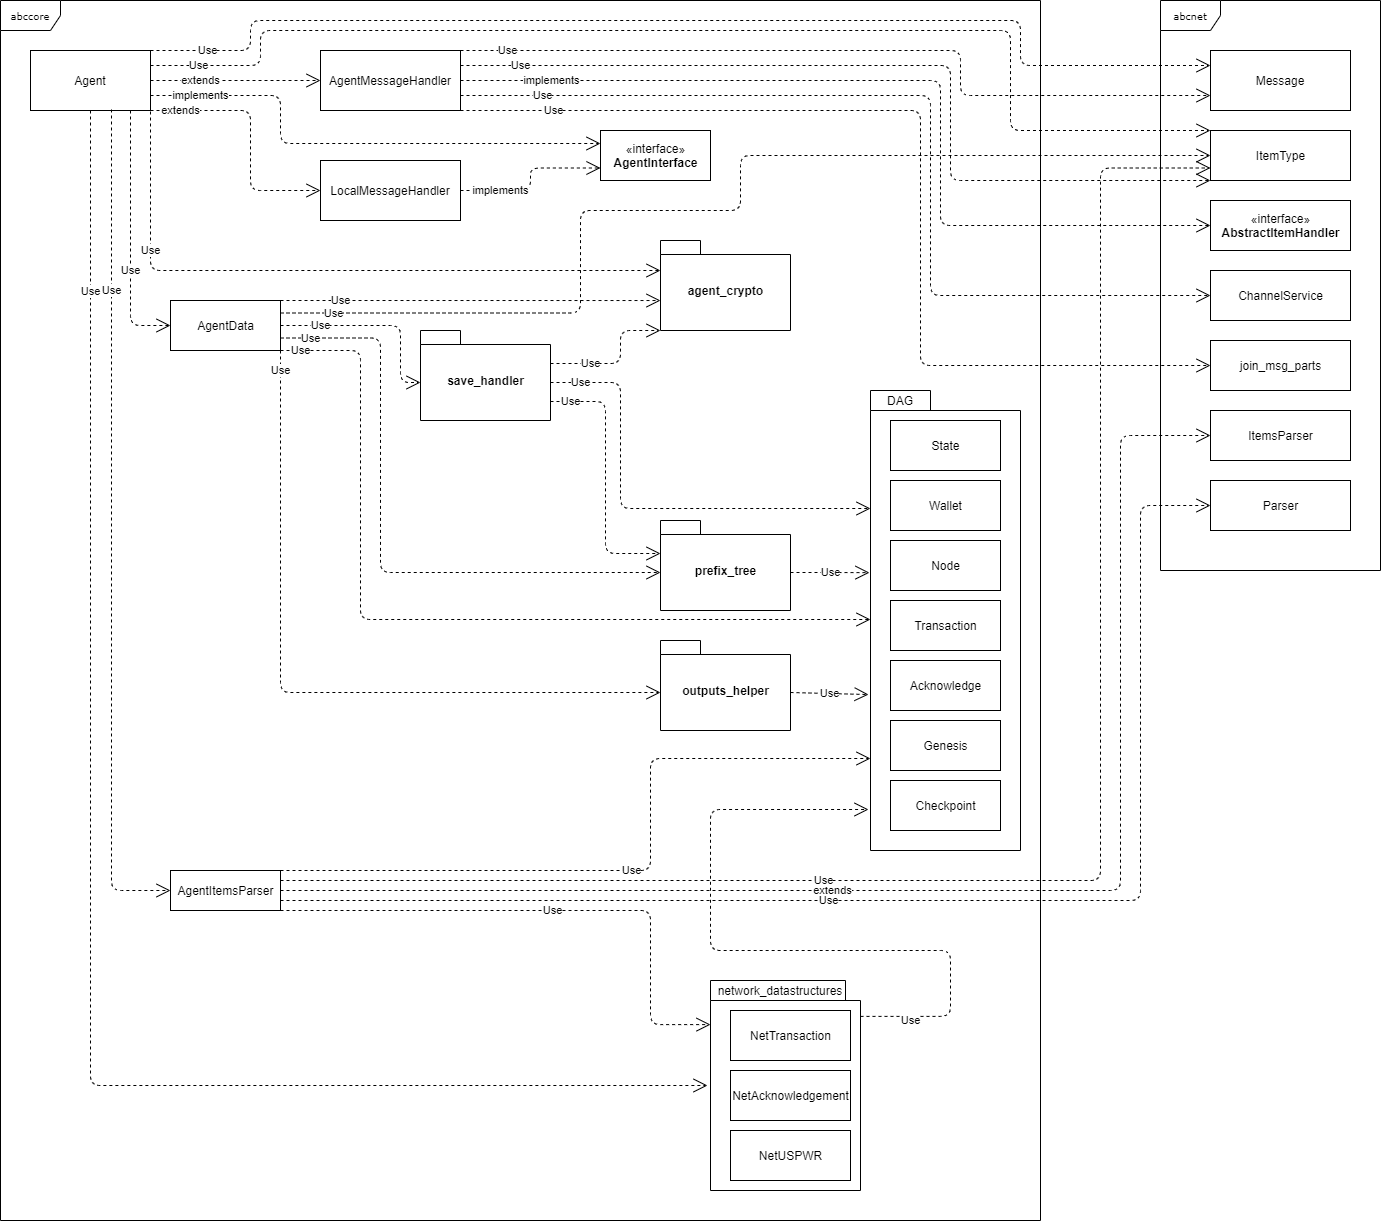 abccore
abcnet
Use
Agent
Use
extends
implements
extends
AgentMessageHandler
Use
Use
implements
Use
Use
Message
ItemType
«interface»
AgentInterface
LocalMessageHandler
implements
«interface»
AbstractItemHandler
Use
Use
Use
Use
agent_crypto
ChannelService
AgentData
Use
Use
Use
Use
Use
Use
save_handler
Use
Use
Use
join_msg_parts
DAG
State
Wallet
Node
Transaction
Acknowledge
Genesis
Checkpoint
ItemsParser
Parser
prefix_tree
Use
outputs_helper
Use
AgentItemsParser
Use
Use
extends
Use
Use
network_datastructures
NetTransaction
NetAcknowledgement
NetUSPWR
Use